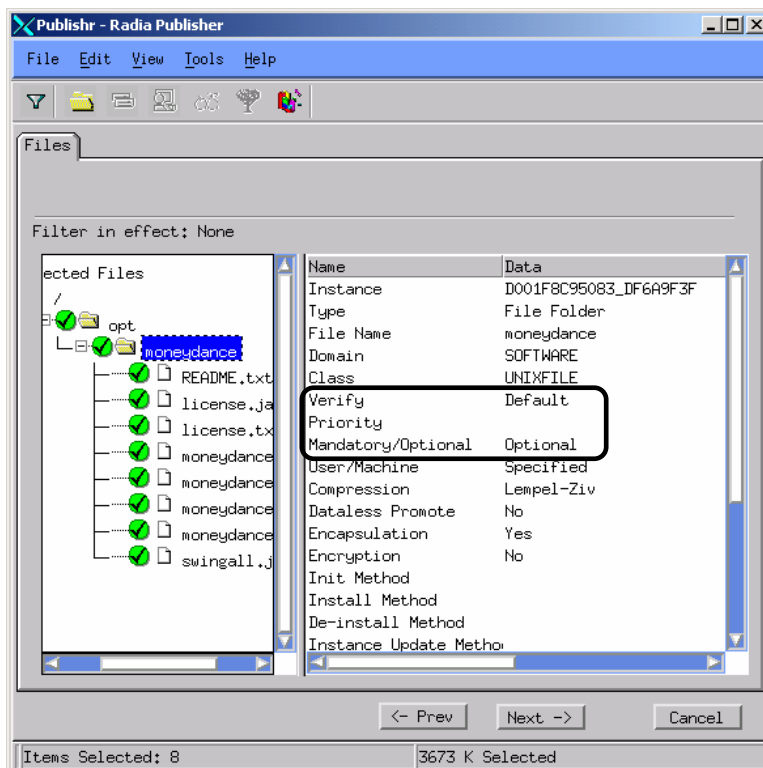 Publishr - Radia Publisher
File Edit View Tools Help
Files
Filter in effect: None
ected Files
/
opt
moneydance
README.txt
license.ja
license.tx
moneydance
moneydance
moneydance
moneydance
swingall.j
Name Data
Instance D001F8C95083_DF6A9F3F
Type File Folder
File Name moneydance
Domain SOFTWARE
Class UNIXFILE
Verify Default
Priority
Mandatory/Optional Optional
User/Machine Specified
Compression Lempel-Ziv
Dataless Promote No
Encapsulation Yes
Encryption No
Init Method
Install Method
De-install Method
Instance Update Metho
<- Prev Next -> Cancel
Items Selected: 8 3673 K Selected